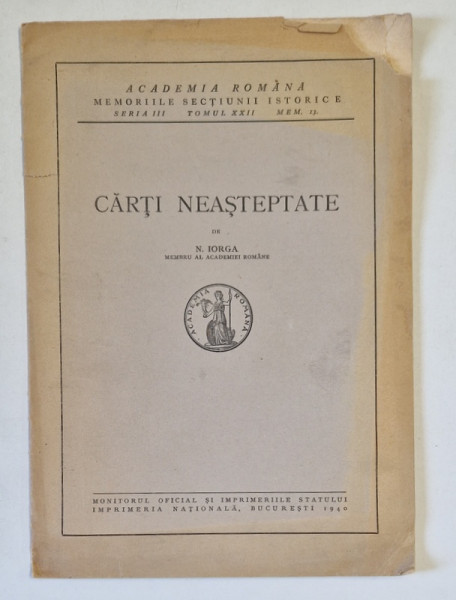 ACADEMIA ROMÂNĂ
MEMORIILE SECȚIUNII ISTORICE
SERIA III TOMUL XXII MEM. 13.
CĂRȚI NEAȘTEPTATE
DE
N. IORGA
MEMBRU AL ACADEMIEI ROMÂNE
ACADEMIA ROMÂNĂ
MONITORUL OFICIAL ȘI IMPRIMERIILE STATULUI
IMPRIMERIA NAȚIONALĂ, BUCUREȘTI 1940